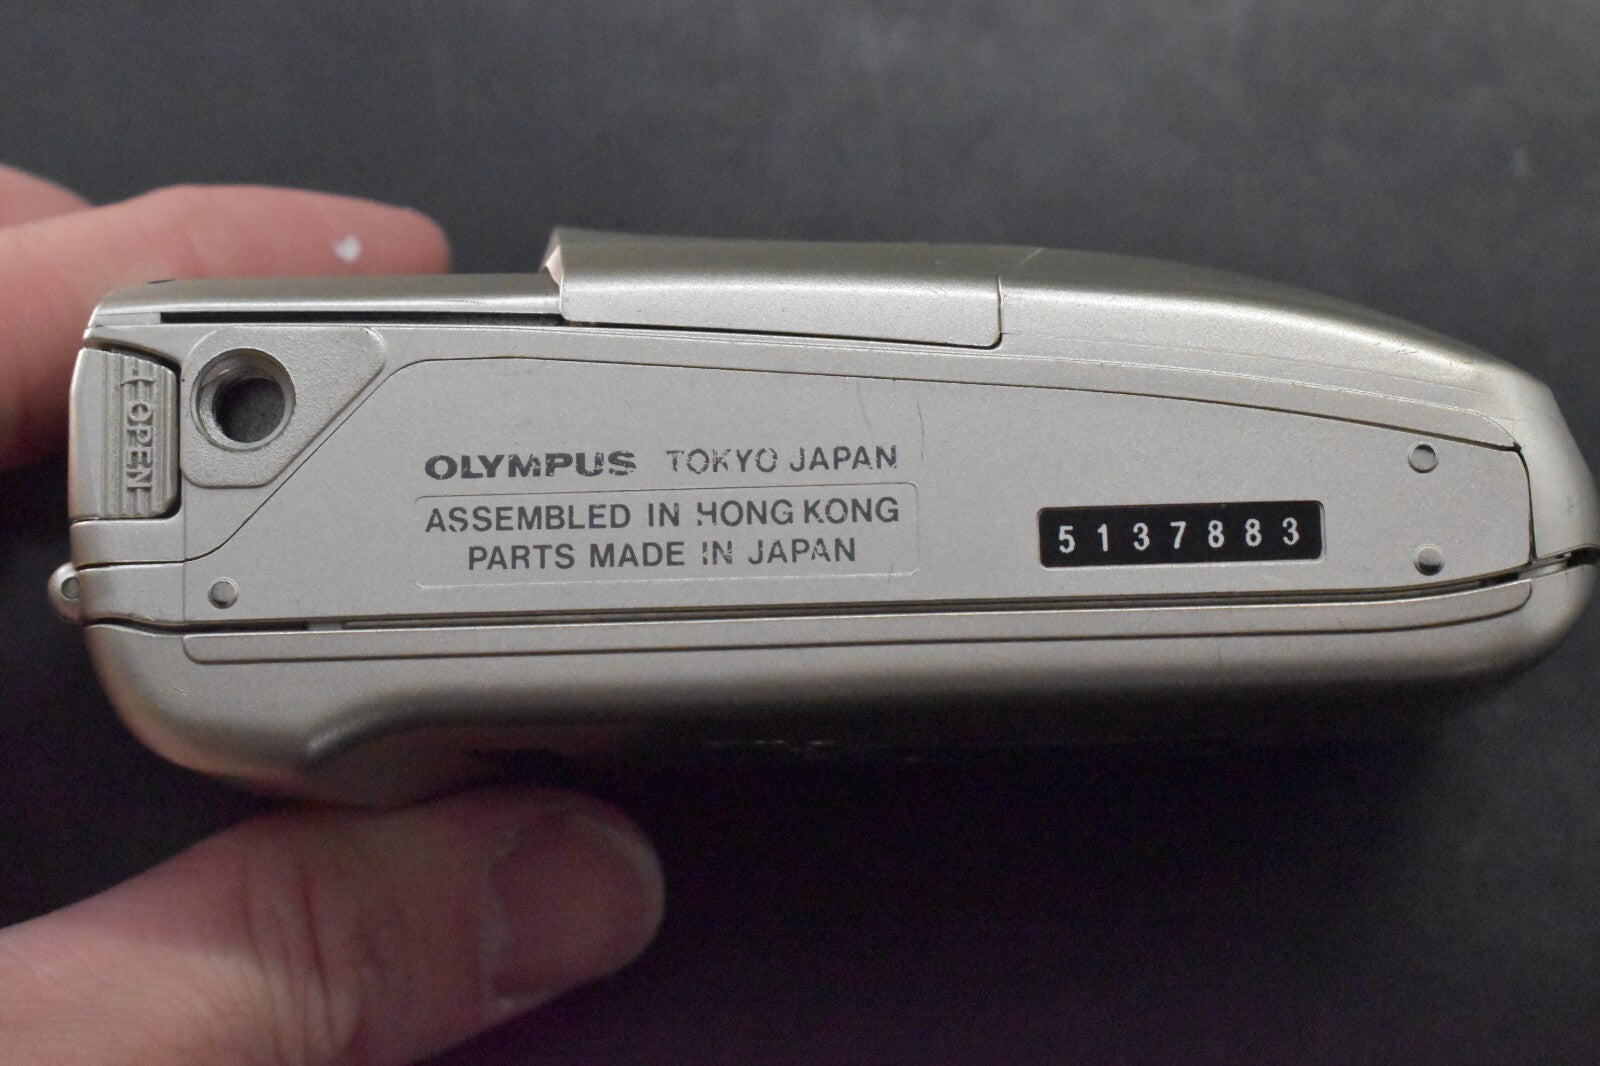 OPEN
OLYMPUS TOKYO JAPAN
ASSEMBLED IN HONG KONG
PARTS MADE IN JAPAN
5137883